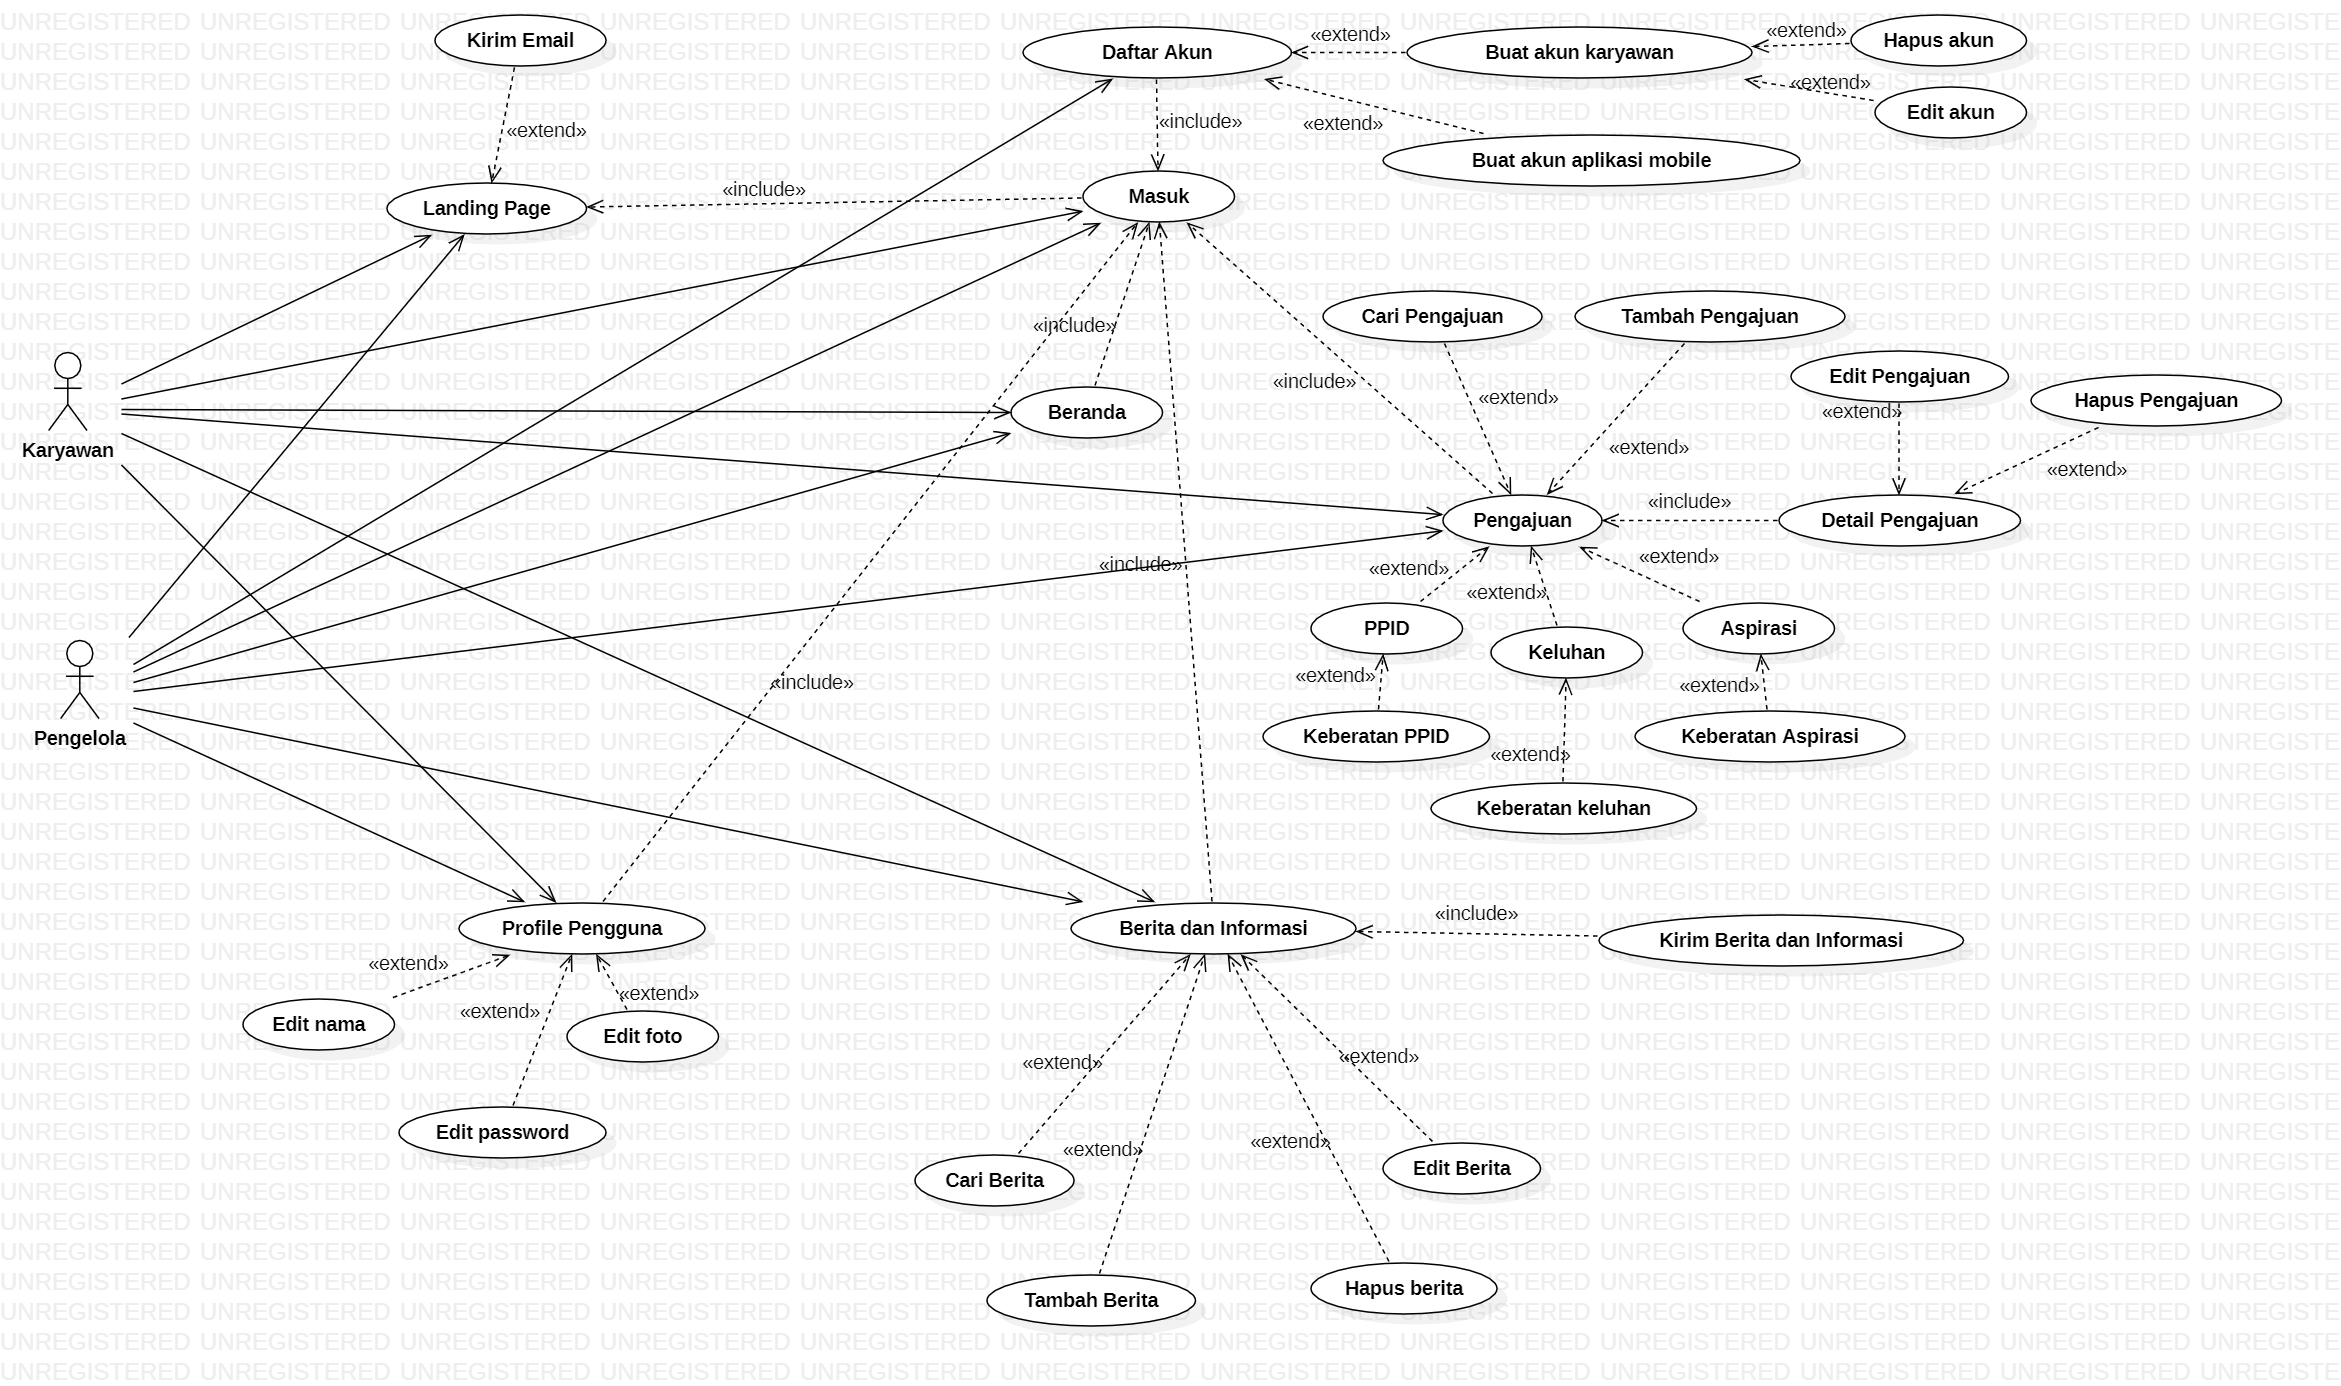 Kirim Email
«extend»
Landing Page
Daftar Akun
«extend»
Buat akun karyawan
«extend»
Hapus akun
«extend»
Edit akun
«include»
«extend»
Buat akun aplikasi mobile
«include»
Masuk
«include»
Cari Pengajuan
Tambah Pengajuan
«include»
Edit Pengajuan
«extend»
Hapus Pengajuan
«extend»
«extend»
«extend»
Karyawan
Beranda
Pengajuan
«include»
Detail Pengajuan
«include»
«extend»
«extend»
«extend»
PPID
Keluhan
Aspirasi
«extend»
«extend»
Pengelola
«include»
Keberatan PPID
Keberatan Aspirasi
«extend»
Keberatan keluhan
Profile Pengguna
Berita dan Informasi
«include»
Kirim Berita dan Informasi
«extend»
«extend»
«extend»
Edit nama
Edit foto
Edit password
«extend»
«extend»
«extend»
«extend»
Cari Berita
Edit Berita
Tambah Berita
Hapus berita
UNREGISTERED